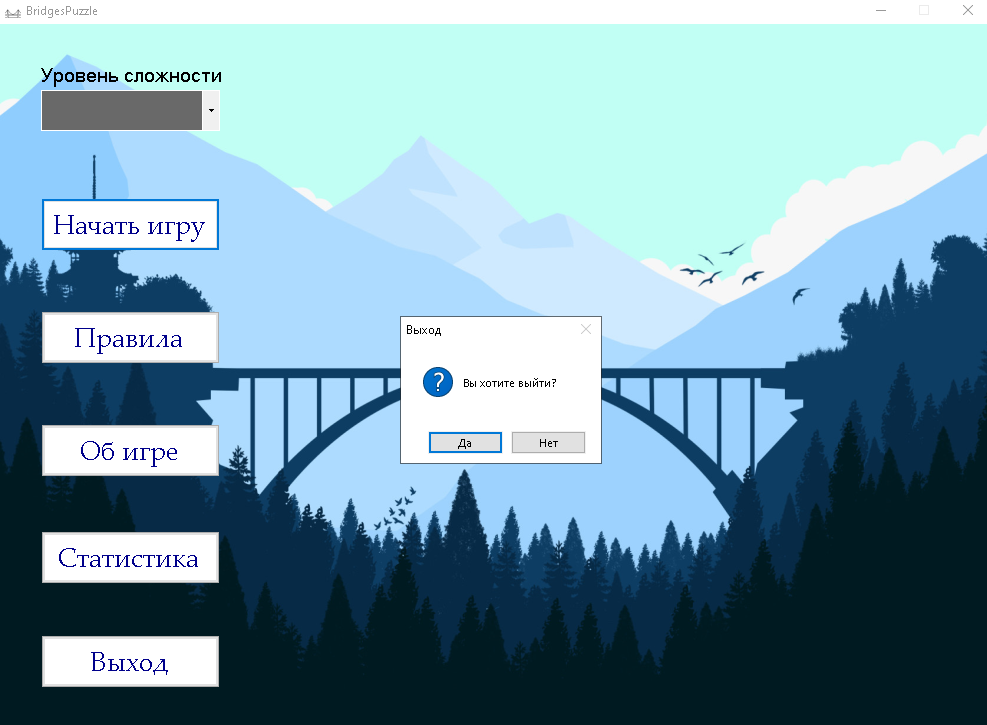 BridgesPuzzle
Уровень сложности
Начать игру
Правила
Об игре
Статистика
Выход
Выход
?
Вы хотите выйти?
Да
Нет